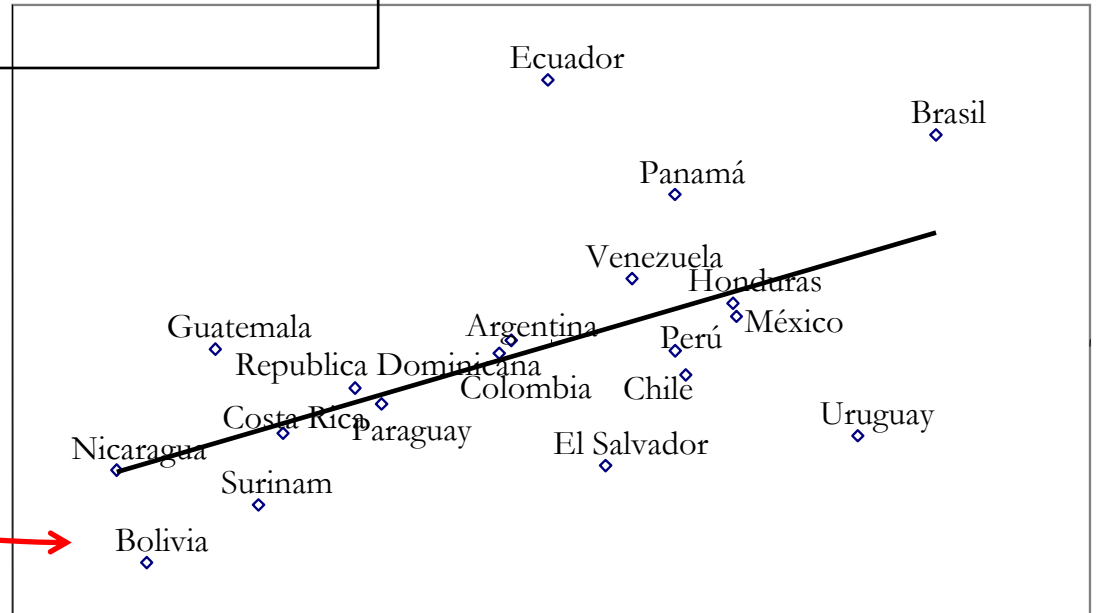 Ecuador
Brasil
Panamá
Venezuela
Honduras
Guatemala
Argentina
México
Perú
Republica Dominicana
Colombia
Chile
Costa Rica
Paraguay
Uruguay
Nicaragua
El Salvador
Surinam
Bolivia